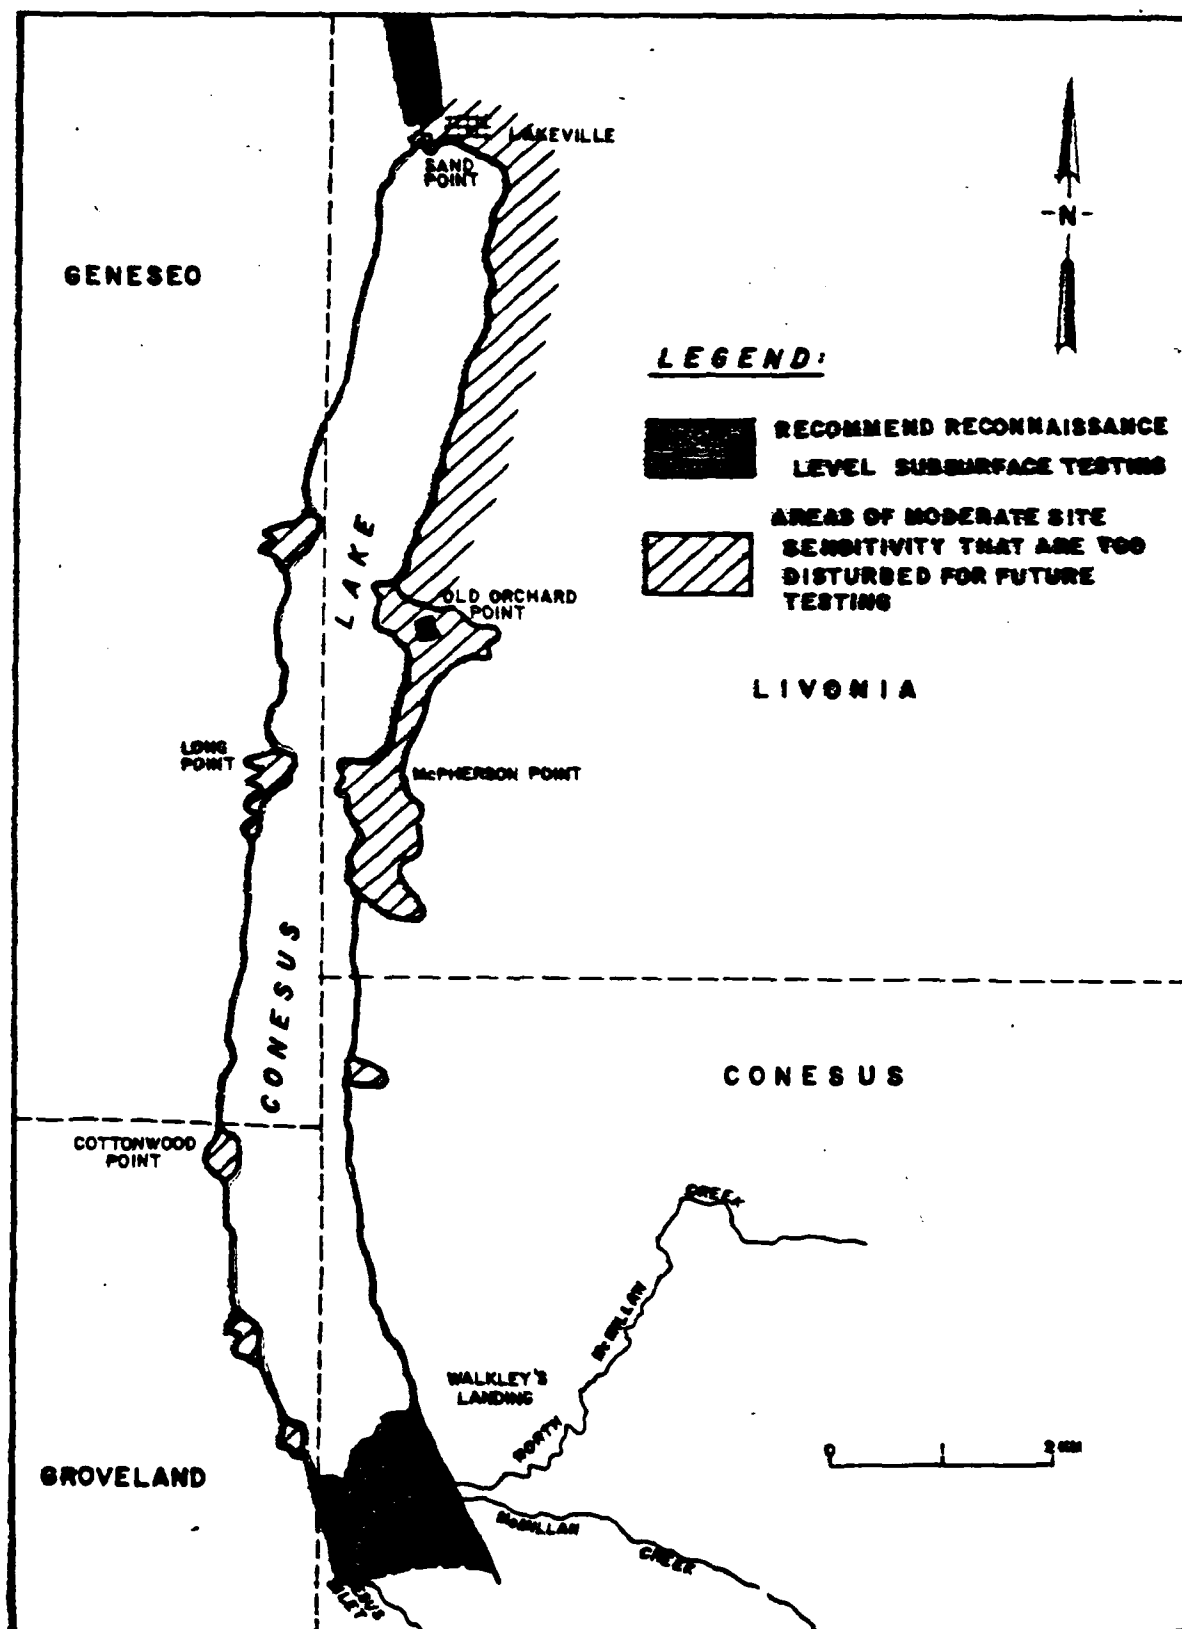 LAKEVILLE
SAND
POINT
GENESEO
-N-
LEGEND:
RECOMMEND RECONNAISSANCE
LEVEL SUBSURFACE TESTING
AREAS OF MODERATE SITE
SENSITIVITY THAT ARE TOO
DISTURBED FOR FUTURE
TESTING
LAKE
OLD ORCHARD
POINT
LIVONIA
LONG
POINT
McPHERSON POINT
CONESUS
CONESUS
COTTONWOOD
POINT
CREEK
McMILLAN
NORTH
WALKLEY'S
LANDING
0 2 KM
GROVELAND
McMILLAN
CREEK
INLET